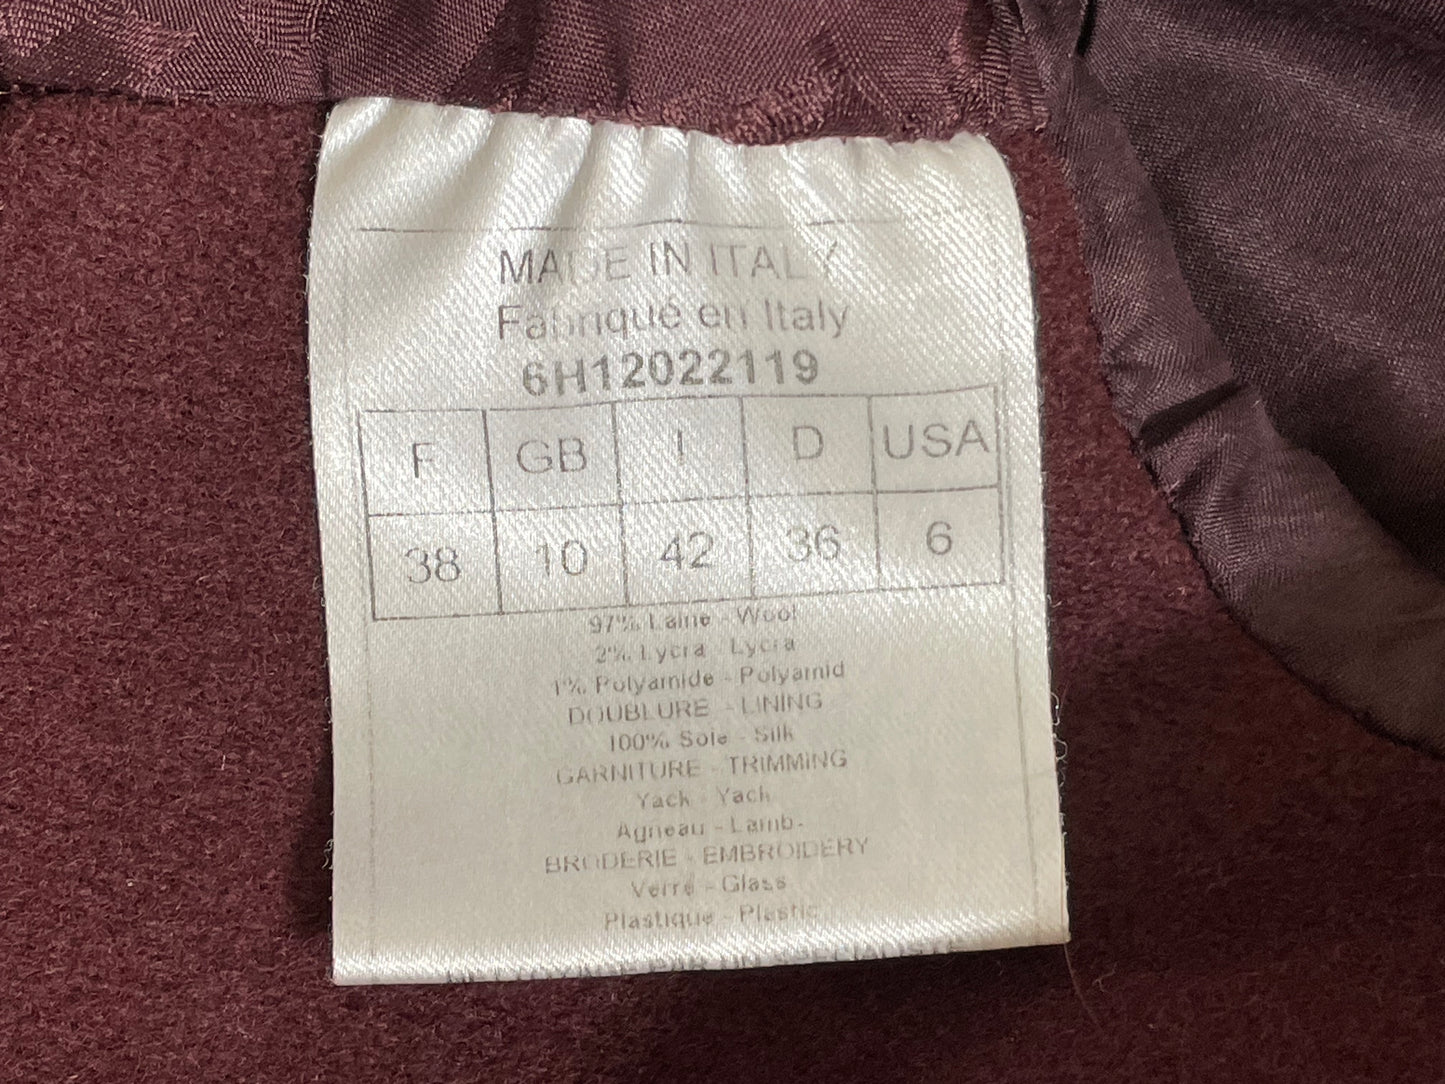 MADE IN ITALY
Fabriqué en Italy
6H12022119
F GB I D USA
38 10 42 36 6
97% Laine - Wool
2% Lycra - Lycra
1% Polyamide - Polyamid
DOUBLURE - LINING
100% Soie - Silk
GARNITURE - TRIMMING
Yack - Yack
Agneau - Lamb
BRODERIE - EMBROIDERY
Verre - Glass
Plastique - Plastic